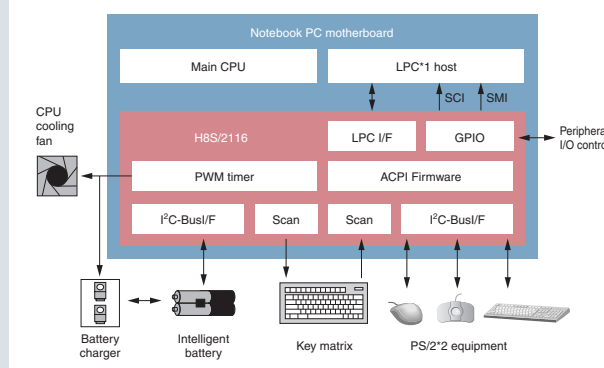 Notebook PC motherboard
Main CPU
LPC*1 host
SCI
SMI
CPU
cooling
fan
H8S/2116
LPC I/F
GPIO
I/O contro
PWM timer
ACPI Firmware
I²C-BusI/F
Scan
Scan
I²C-BusI/F
Battery
charger
Intelligent
battery
Key matrix
PS/2*2 equipment